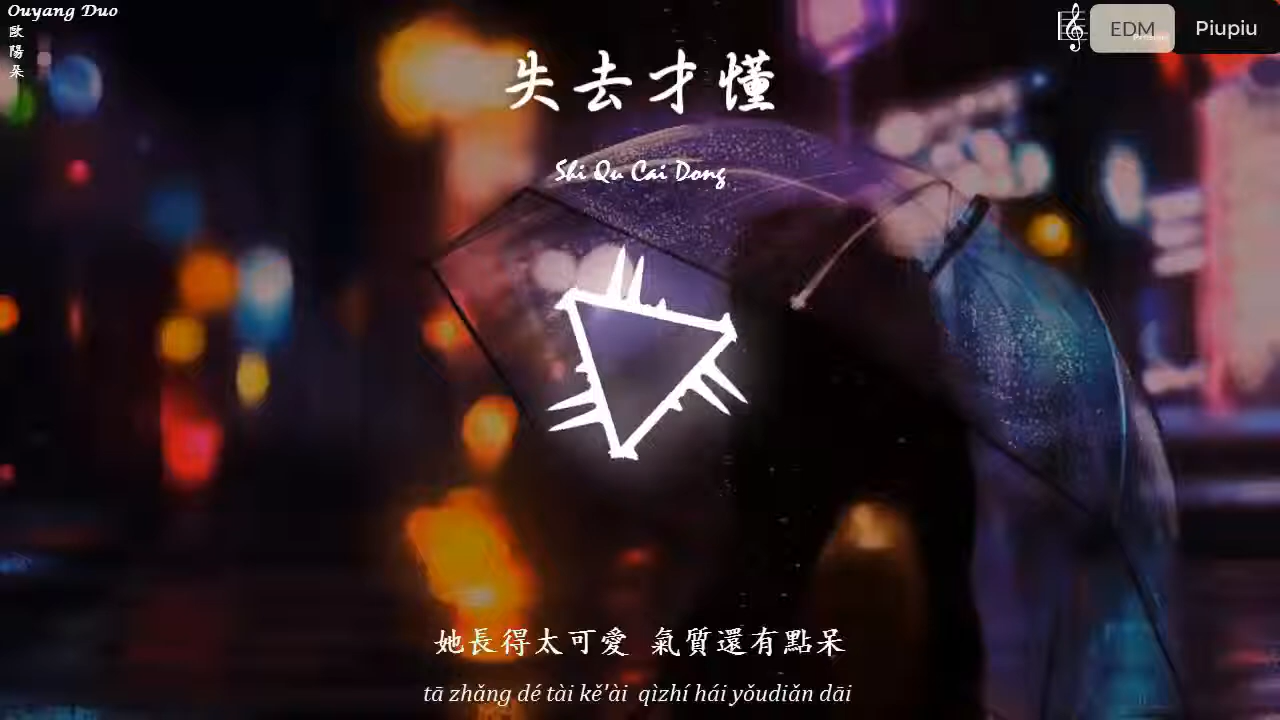 Ouyang Duo
歐
陽
朵
EDM
Piupiu
失去才懂
Shi Qu Cai Dong
她長得太可愛 氣質還有點呆
tā zhǎng dé tài kě'ài qìzhí hái yǒudiǎn dāi